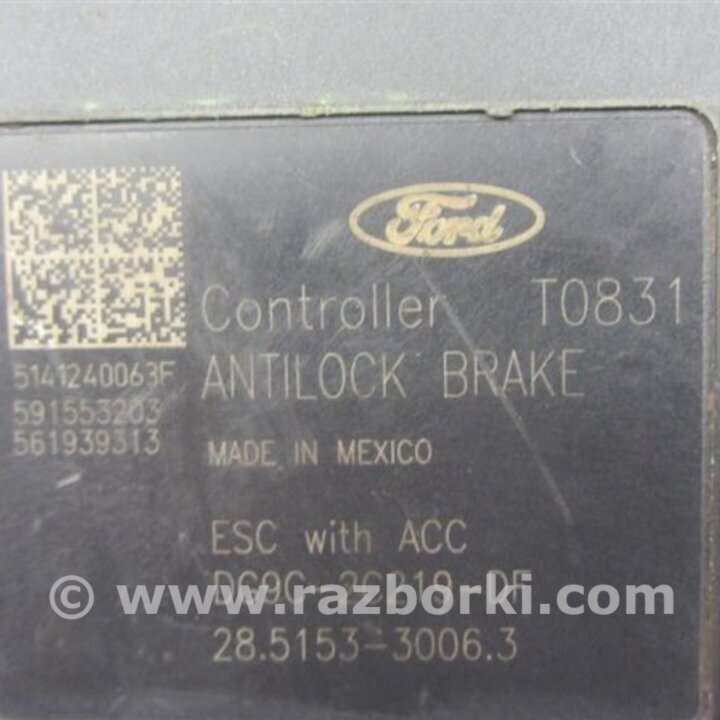 Ford
Controller T0831
ANTILOCK BRAKE
5141240063F
591553203
561939313
MADE IN MEXICO
ESC with ACC
www.razborki.com
28.5153-3006.3